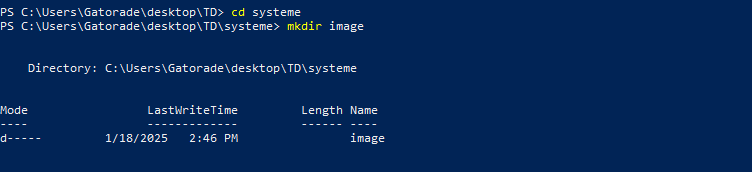 PS C:\Users\Gatorade\desktop\TD> cd systeme
PS C:\Users\Gatorade\desktop\TD\systeme> mkdir image
Directory: C:\Users\Gatorade\desktop\TD\systeme
Mode LastWriteTime Length Name
---- ------------- ------ ----
d----- 1/18/2025 2:46 PM image